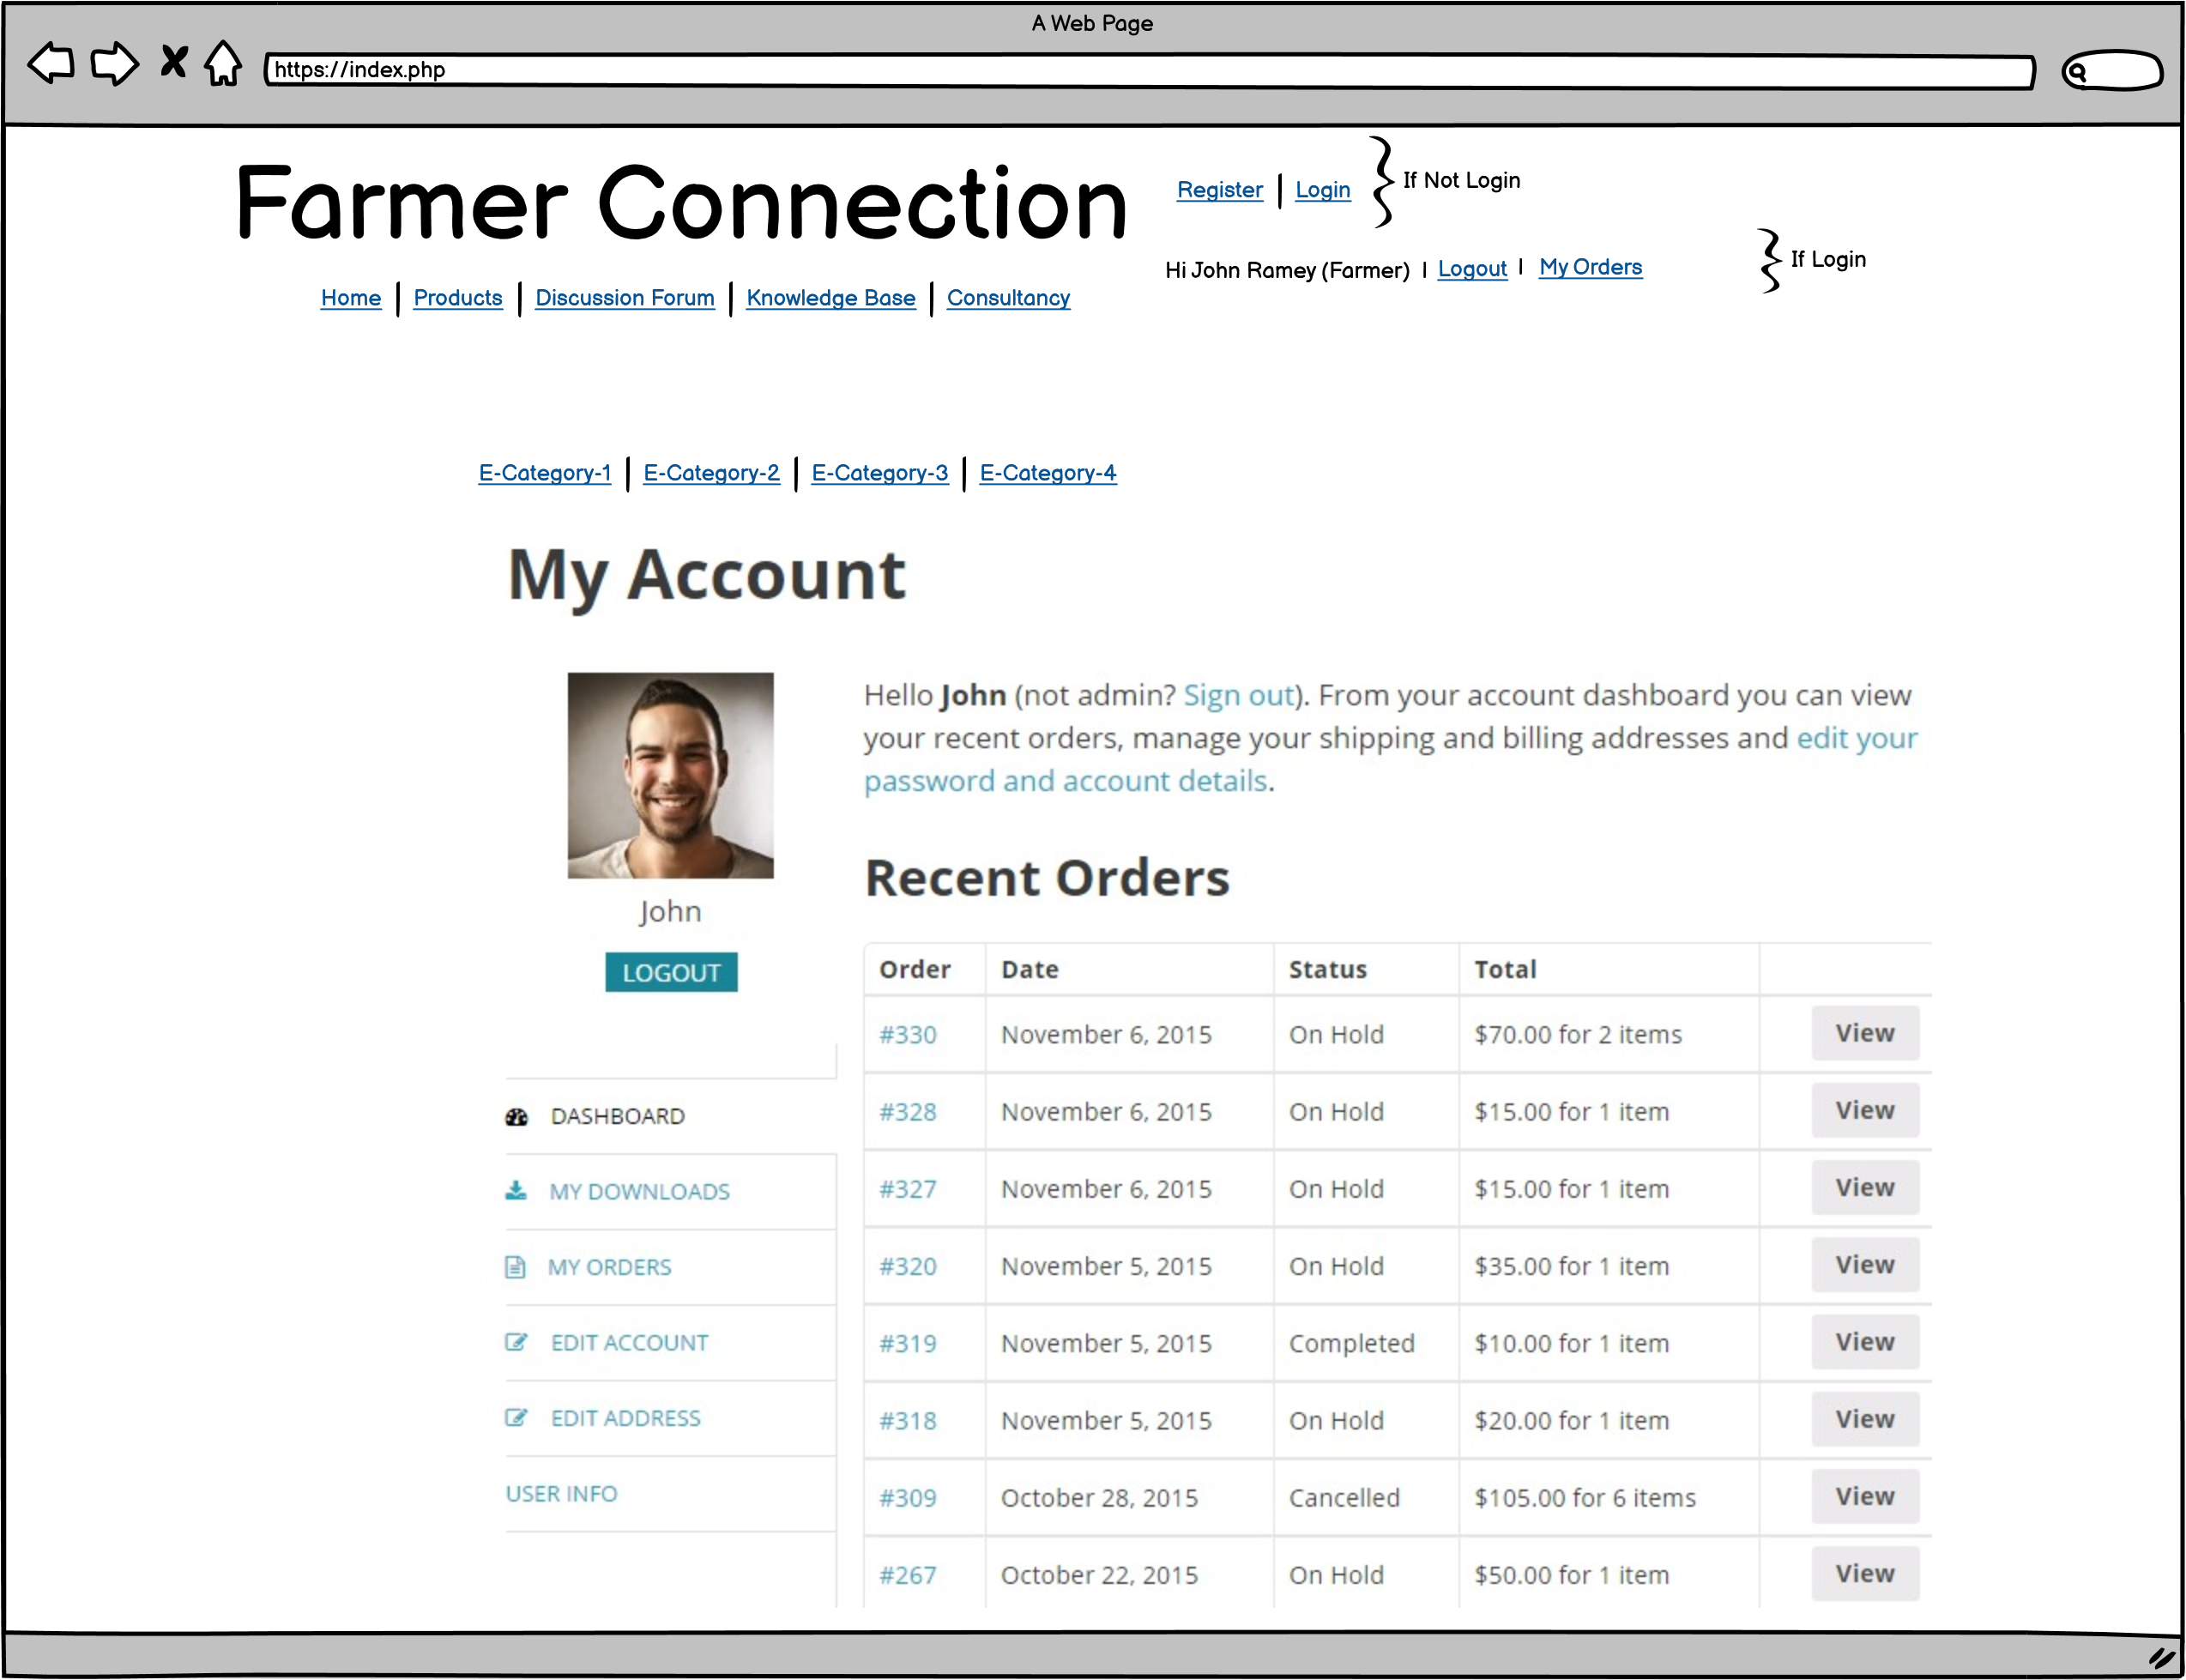 A Web Page
https://index.php
Farmer Connection
Register | Login
If Not Login
Hi John Ramey (Farmer) | Logout | My Orders
If Login
Home | Products | Discussion Forum | Knowledge Base | Consultancy
E-Category-1 | E-Category-2 | E-Category-3 | E-Category-4
My Account
Hello John (not admin? Sign out). From your account dashboard you can view
your recent orders, manage your shipping and billing addresses and edit your
password and account details.
John
LOGOUT
DASHBOARD
MY DOWNLOADS
MY ORDERS
EDIT ACCOUNT
EDIT ADDRESS
USER INFO
Recent Orders
Order Date Status Total
#330 November 6, 2015 On Hold $70.00 for 2 items View
#328 November 6, 2015 On Hold $15.00 for 1 item View
#327 November 6, 2015 On Hold $15.00 for 1 item View
#320 November 5, 2015 On Hold $35.00 for 1 item View
#319 November 5, 2015 Completed $10.00 for 1 item View
#318 November 5, 2015 On Hold $20.00 for 1 item View
#309 October 28, 2015 Cancelled $105.00 for 6 items View
#267 October 22, 2015 On Hold $50.00 for 1 item View